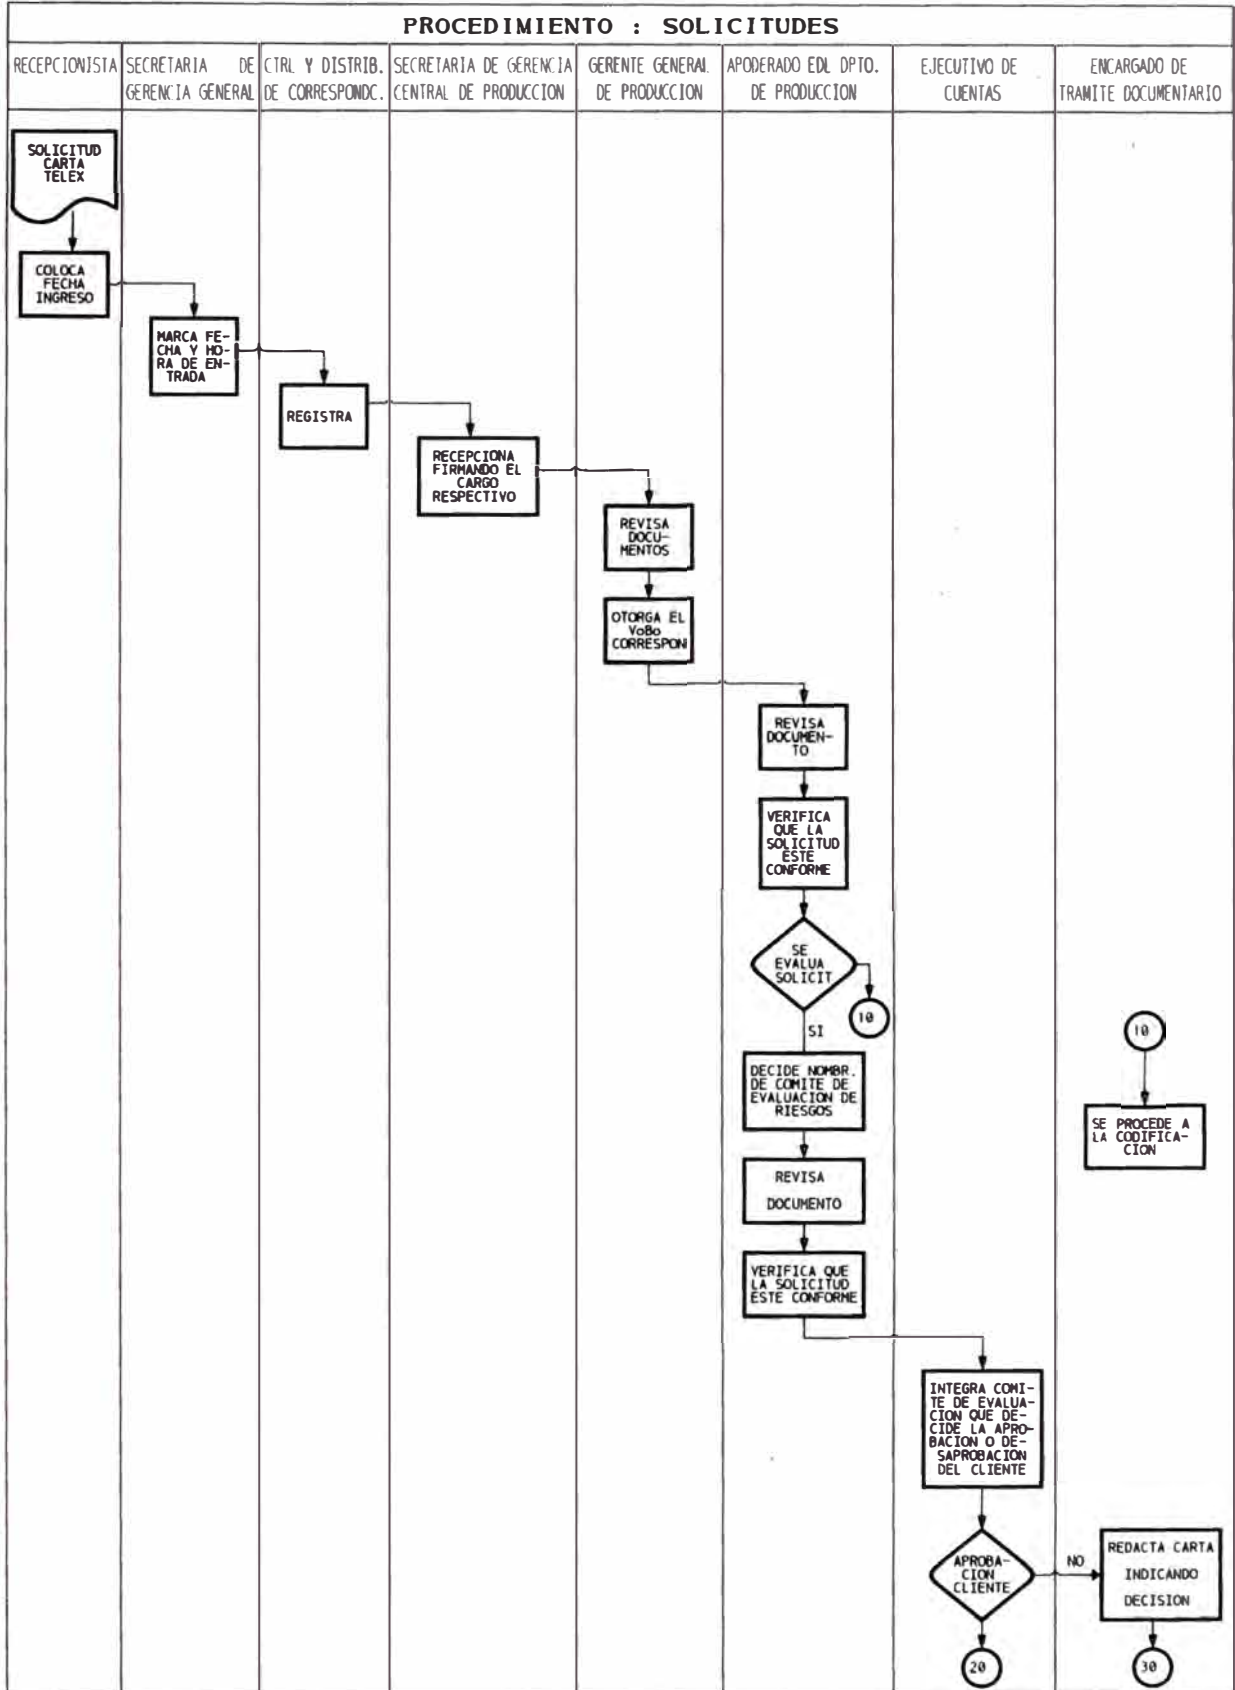 PROCEDIMIENTO : SOLICITUDES
RECEPCIONISTA
SECRETARIA DE
GERENCIA GENERAL
CTRL Y DISTRIB.
DE CORRESPONDC.
SECRETARIA DE GERENCIA
CENTRAL DE PRODUCCION
GERENTE GENERAL
DE PRODUCCION
APODERADO EDL DPTO.
DE PRODUCCION
EJECUTIVO DE
CUENTAS
ENCARGADO DE
TRAMITE DOCUMENTARIO
SOLICITUD
CARTA
TELEX
COLOCA
FECHA
INGRESO
MARCA FE-
CHA Y HO-
RA DE EN-
TRADA
REGISTRA
RECEPCIONA
FIRMANDO EL
CARGO
RESPECTIVO
REVISA
DOCU-
MENTOS
OTORGA EL
VoBo
CORRESPON
REVISA
DOCUMEN-
TO
VERIFICA
QUE LA
SOLICITUD
ESTE
CONFORME
SE
EVALUA
SOLICIT
10
SI
DECIDE NOMBR.
DE COMITE DE
EVALUACION DE
RIESGOS
10
SE PROCEDE A
LA CODIFICA-
CION
REVISA
DOCUMENTO
VERIFICA QUE
LA SOLICITUD
ESTE CONFORME
INTEGRA COMI-
TE DE EVALUA-
CION QUE DE-
CIDE LA APRO-
BACION O DE-
SAPROBACION
DEL CLIENTE
APROBA-
CION
CLIENTE
NO
REDACTA CARTA
INDICANDO
DECISION
20
30